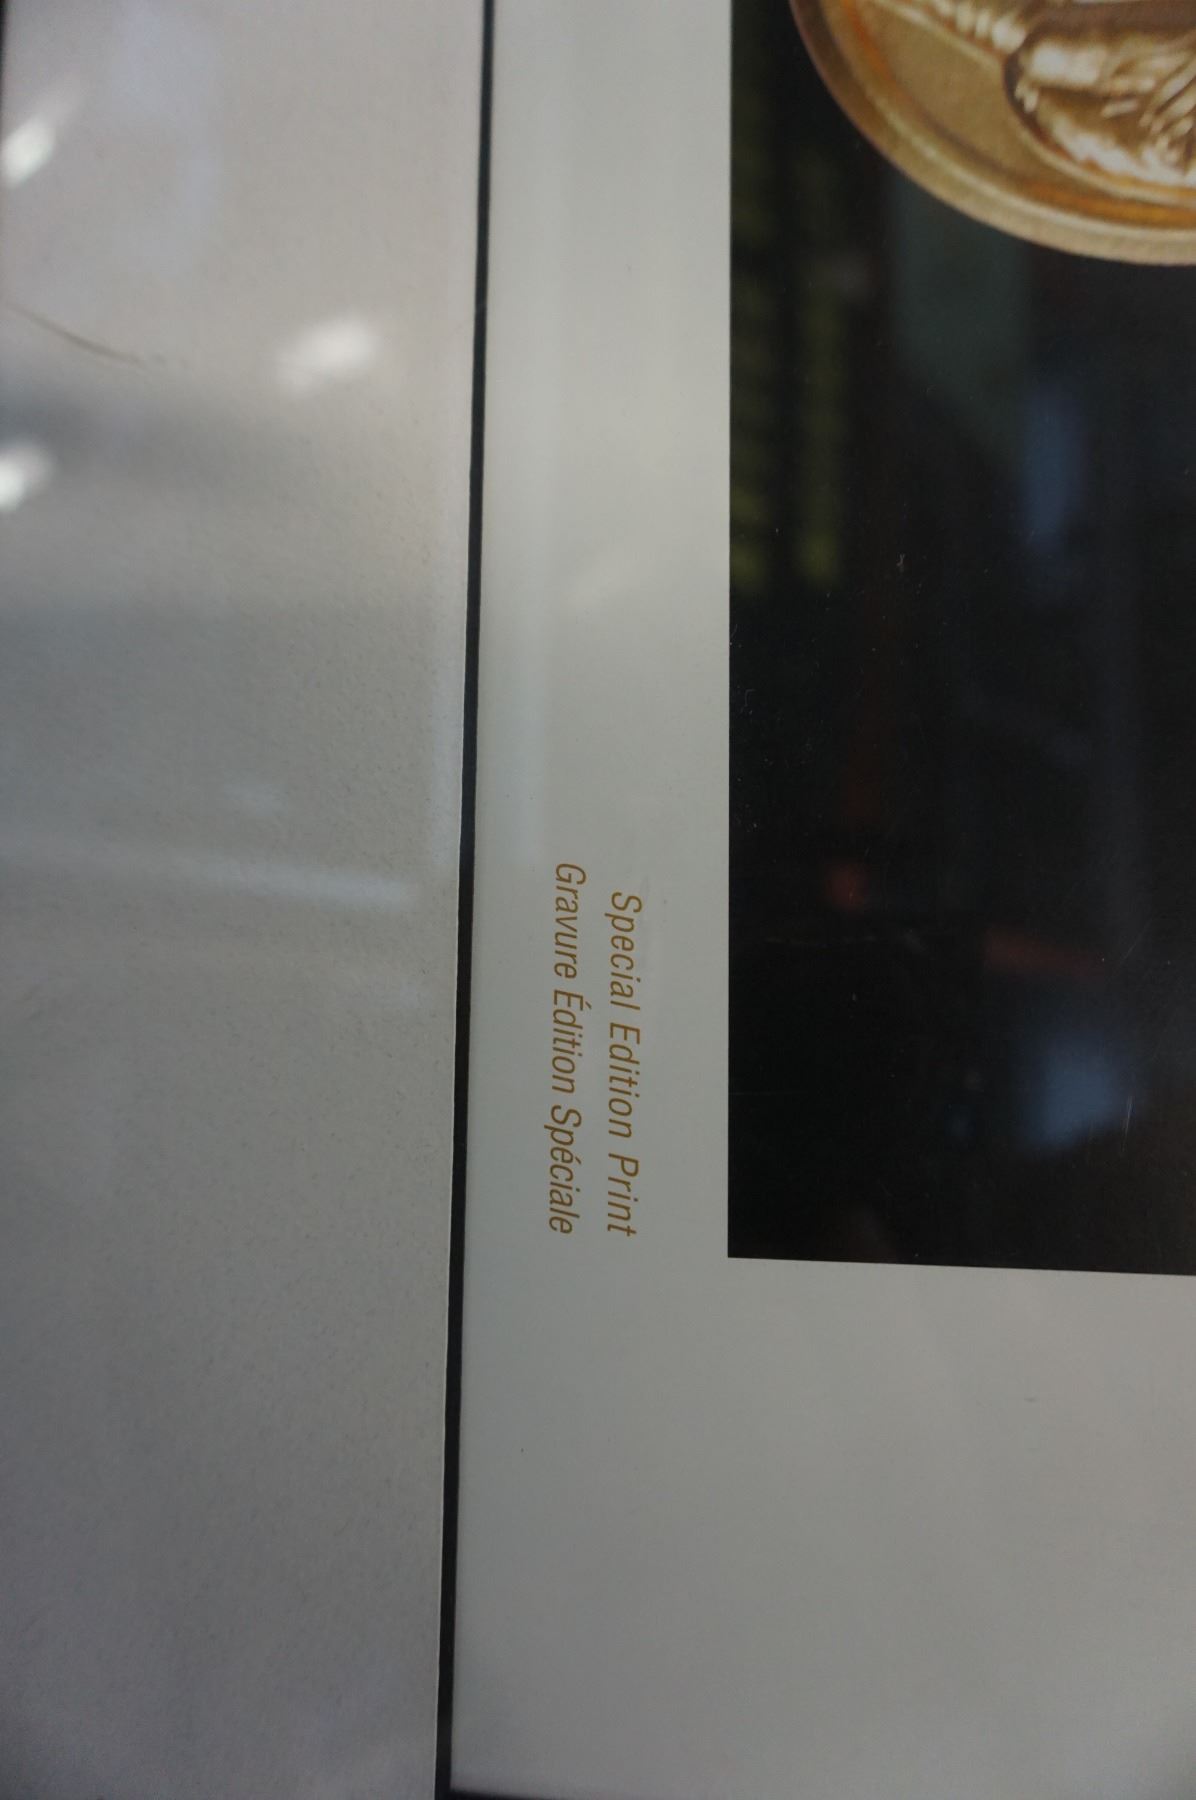 Special Edition Print
Gravure Édition Spéciale